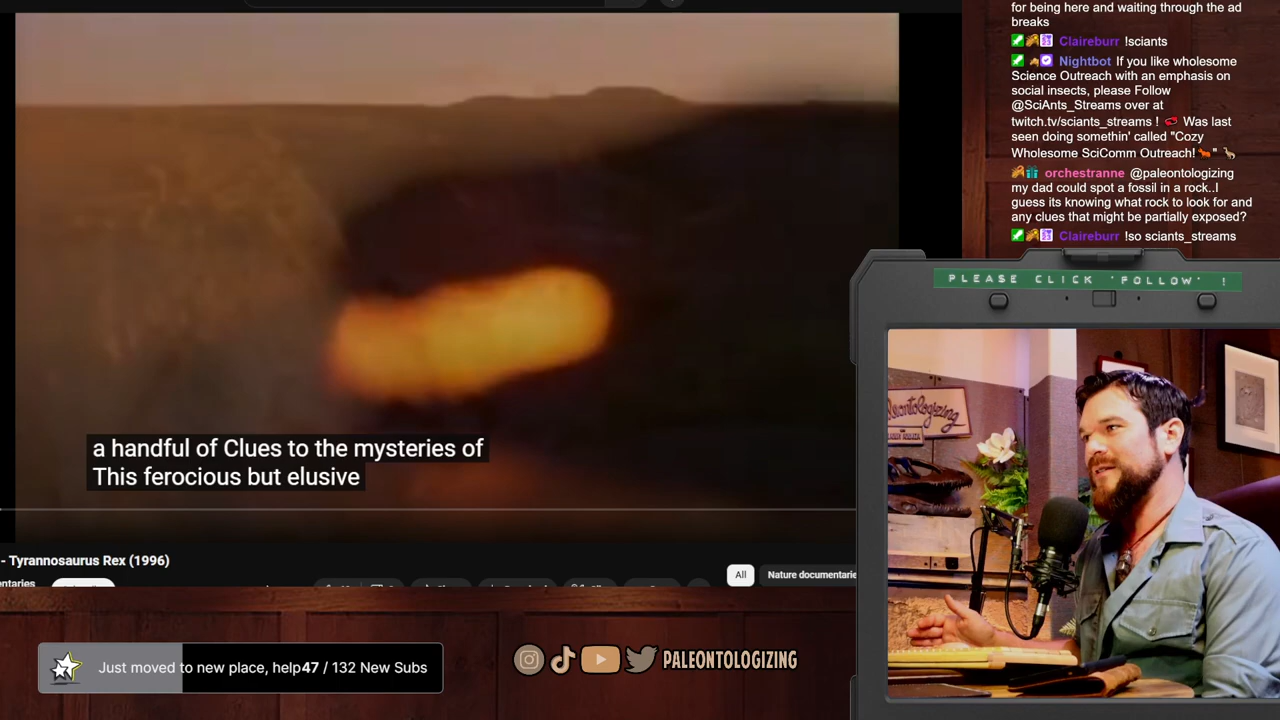 for being here and waiting through the ad
breaks
Claireburr !sciants
Nightbot If you like wholesome
Science Outreach with an emphasis on
social insects, please Follow
@SciAnts_Streams over at
twitch.tv/sciants_streams ! Was last
seen doing somethin' called "Cozy
Wholesome SciComm Outreach! "
orchestranne @paleontologizing
my dad could spot a fossil in a rock..I
guess its knowing what rock to look for and
any clues that might be partially exposed?
Claireburr !so sciants_streams
PLEASE CLICK 'FOLLOW' !
a handful of Clues to the mysteries of
This ferocious but elusive
- Tyrannosaurus Rex (1996)
All
Nature documentarie
Just moved to new place, help47 / 132 New Subs
PALEONTOLOGIZING